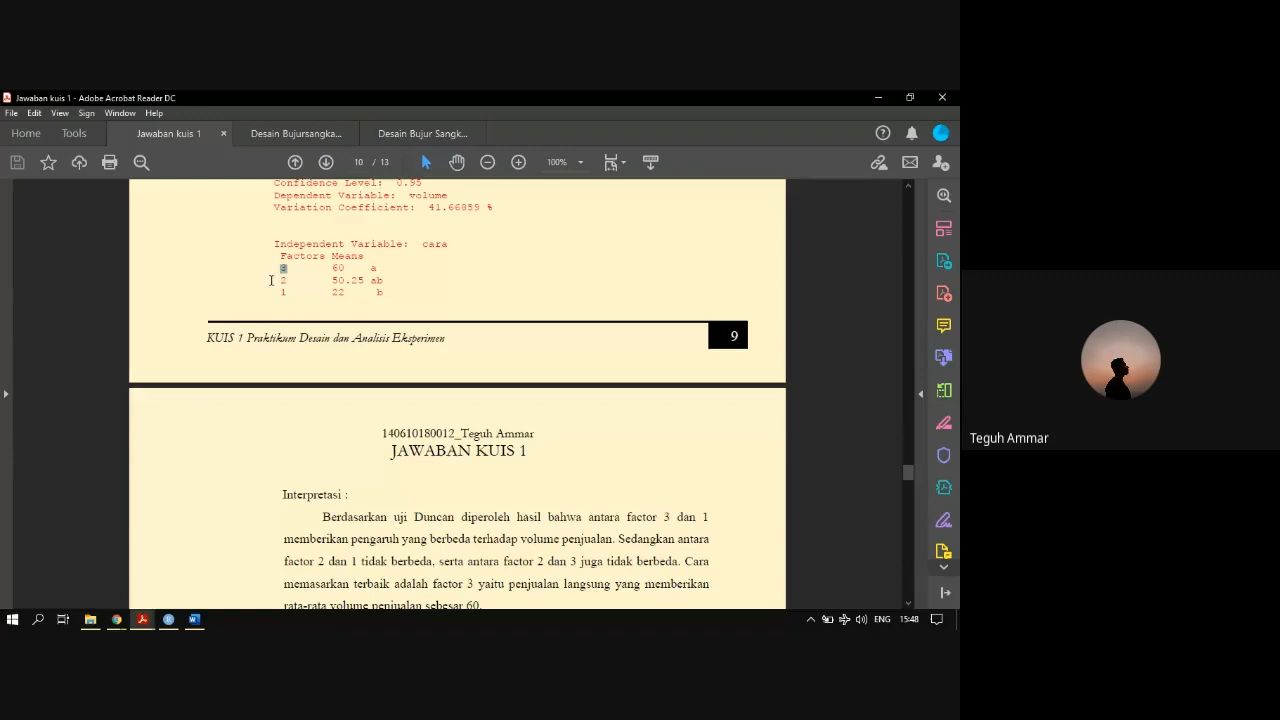 Jawaban kuis 1 - Adobe Acrobat Reader DC
File Edit View Sign Window Help
Home Tools Jawaban kuis 1 × Desain Bujursangka... Desain Bujur Sangk...
10 / 13 100%
Confidence Level: 0.95
Dependent Variable: volume
Variation Coefficient: 41.66859 %
Independent Variable: cara
Factors Means
3 60 a
2 50.25 ab
1 22 b
KUIS 1 Praktikum Desain dan Analisis Eksperimen 9
140610180012_Teguh Ammar
JAWABAN KUIS 1
Interpretasi :
Berdasarkan uji Duncan diperoleh hasil bahwa antara factor 3 dan 1
memberikan pengaruh yang berbeda terhadap volume penjualan. Sedangkan antara
factor 2 dan 1 tidak berbeda, serta antara factor 2 dan 3 juga tidak berbeda. Cara
memasarkan terbaik adalah factor 3 yaitu penjualan langsung yang memberikan
rata-rata volume penjualan sebesar 60.
Teguh Ammar
ENG 15:48